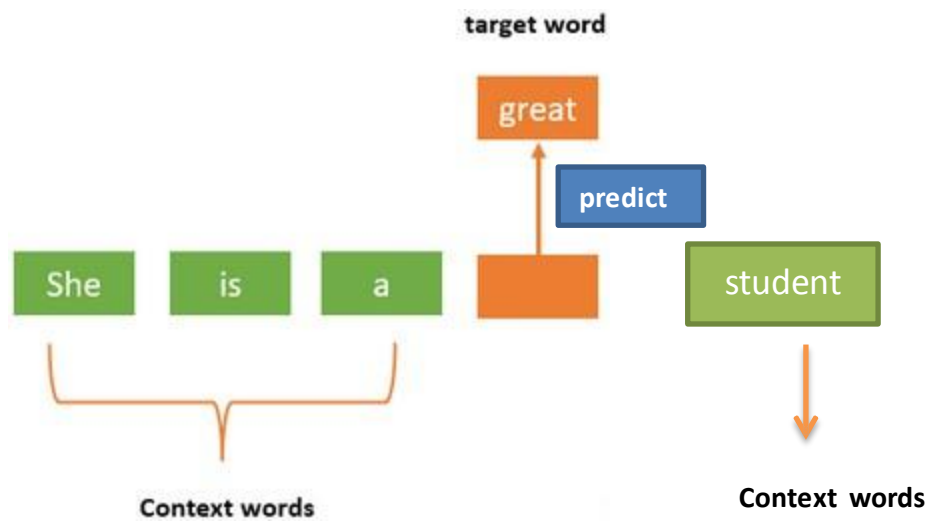 target word
great
predict
She is a student
Context words
Context words